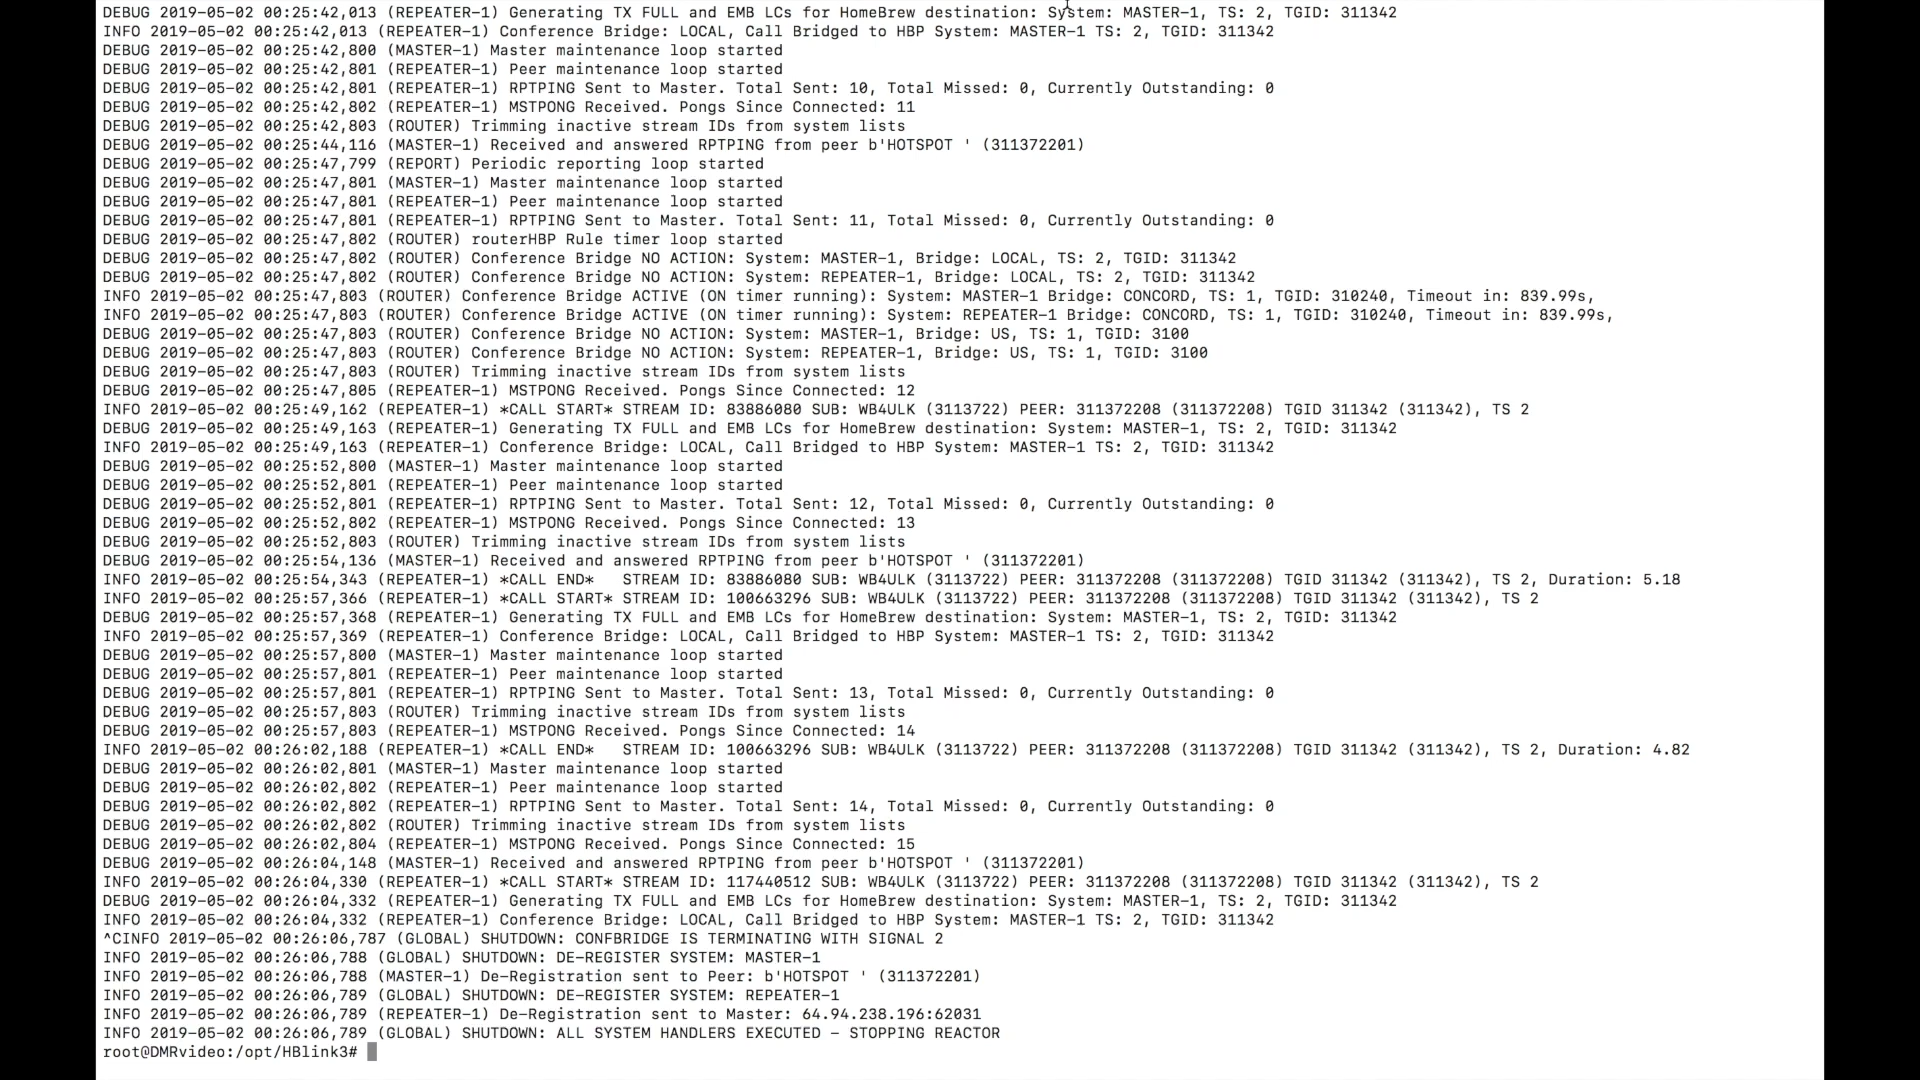 DEBUG 2019-05-02 00:25:42,013 (REPEATER-1) Generating TX FULL and EMB LCs for HomeBrew destination: System: MASTER-1, TS: 2, TGID: 311342
INFO 2019-05-02 00:25:42,013 (REPEATER-1) Conference Bridge: LOCAL, Call Bridged to HBP System: MASTER-1 TS: 2, TGID: 311342
DEBUG 2019-05-02 00:25:42,800 (MASTER-1) Master maintenance loop started
DEBUG 2019-05-02 00:25:42,801 (REPEATER-1) Peer maintenance loop started
DEBUG 2019-05-02 00:25:42,801 (REPEATER-1) RPTPING Sent to Master. Total Sent: 10, Total Missed: 0, Currently Outstanding: 0
DEBUG 2019-05-02 00:25:42,802 (REPEATER-1) MSTPONG Received. Pongs Since Connected: 11
DEBUG 2019-05-02 00:25:42,803 (ROUTER) Trimming inactive stream IDs from system lists
DEBUG 2019-05-02 00:25:44,116 (MASTER-1) Received and answered RPTPING from peer b'HOTSPOT ' (311372201)
DEBUG 2019-05-02 00:25:47,799 (REPORT) Periodic reporting loop started
DEBUG 2019-05-02 00:25:47,801 (MASTER-1) Master maintenance loop started
DEBUG 2019-05-02 00:25:47,801 (REPEATER-1) Peer maintenance loop started
DEBUG 2019-05-02 00:25:47,801 (REPEATER-1) RPTPING Sent to Master. Total Sent: 11, Total Missed: 0, Currently Outstanding: 0
DEBUG 2019-05-02 00:25:47,802 (ROUTER) routerHBP Rule timer loop started
DEBUG 2019-05-02 00:25:47,802 (ROUTER) Conference Bridge NO ACTION: System: MASTER-1, Bridge: LOCAL, TS: 2, TGID: 311342
DEBUG 2019-05-02 00:25:47,802 (ROUTER) Conference Bridge NO ACTION: System: REPEATER-1, Bridge: LOCAL, TS: 2, TGID: 311342
INFO 2019-05-02 00:25:47,803 (ROUTER) Conference Bridge ACTIVE (ON timer running): System: MASTER-1 Bridge: CONCORD, TS: 1, TGID: 310240, Timeout in: 839.99s,
INFO 2019-05-02 00:25:47,803 (ROUTER) Conference Bridge ACTIVE (ON timer running): System: REPEATER-1 Bridge: CONCORD, TS: 1, TGID: 310240, Timeout in: 839.99s,
DEBUG 2019-05-02 00:25:47,803 (ROUTER) Conference Bridge NO ACTION: System: MASTER-1, Bridge: US, TS: 1, TGID: 3100
DEBUG 2019-05-02 00:25:47,803 (ROUTER) Conference Bridge NO ACTION: System: REPEATER-1, Bridge: US, TS: 1, TGID: 3100
DEBUG 2019-05-02 00:25:47,803 (ROUTER) Trimming inactive stream IDs from system lists
DEBUG 2019-05-02 00:25:47,805 (REPEATER-1) MSTPONG Received. Pongs Since Connected: 12
INFO 2019-05-02 00:25:49,162 (REPEATER-1) *CALL START* STREAM ID: 83886080 SUB: WB4ULK (3113722) PEER: 311372208 (311372208) TGID 311342 (311342), TS 2
DEBUG 2019-05-02 00:25:49,163 (REPEATER-1) Generating TX FULL and EMB LCs for HomeBrew destination: System: MASTER-1, TS: 2, TGID: 311342
INFO 2019-05-02 00:25:49,163 (REPEATER-1) Conference Bridge: LOCAL, Call Bridged to HBP System: MASTER-1 TS: 2, TGID: 311342
DEBUG 2019-05-02 00:25:52,800 (MASTER-1) Master maintenance loop started
DEBUG 2019-05-02 00:25:52,801 (REPEATER-1) Peer maintenance loop started
DEBUG 2019-05-02 00:25:52,801 (REPEATER-1) RPTPING Sent to Master. Total Sent: 12, Total Missed: 0, Currently Outstanding: 0
DEBUG 2019-05-02 00:25:52,802 (REPEATER-1) MSTPONG Received. Pongs Since Connected: 13
DEBUG 2019-05-02 00:25:52,803 (ROUTER) Trimming inactive stream IDs from system lists
DEBUG 2019-05-02 00:25:54,136 (MASTER-1) Received and answered RPTPING from peer b'HOTSPOT ' (311372201)
INFO 2019-05-02 00:25:54,343 (REPEATER-1) *CALL END*   STREAM ID: 83886080 SUB: WB4ULK (3113722) PEER: 311372208 (311372208) TGID 311342 (311342), TS 2, Duration: 5.18
INFO 2019-05-02 00:25:57,366 (REPEATER-1) *CALL START* STREAM ID: 100663296 SUB: WB4ULK (3113722) PEER: 311372208 (311372208) TGID 311342 (311342), TS 2
DEBUG 2019-05-02 00:25:57,368 (REPEATER-1) Generating TX FULL and EMB LCs for HomeBrew destination: System: MASTER-1, TS: 2, TGID: 311342
INFO 2019-05-02 00:25:57,369 (REPEATER-1) Conference Bridge: LOCAL, Call Bridged to HBP System: MASTER-1 TS: 2, TGID: 311342
DEBUG 2019-05-02 00:25:57,800 (MASTER-1) Master maintenance loop started
DEBUG 2019-05-02 00:25:57,801 (REPEATER-1) Peer maintenance loop started
DEBUG 2019-05-02 00:25:57,801 (REPEATER-1) RPTPING Sent to Master. Total Sent: 13, Total Missed: 0, Currently Outstanding: 0
DEBUG 2019-05-02 00:25:57,803 (ROUTER) Trimming inactive stream IDs from system lists
DEBUG 2019-05-02 00:25:57,803 (REPEATER-1) MSTPONG Received. Pongs Since Connected: 14
INFO 2019-05-02 00:26:02,188 (REPEATER-1) *CALL END*   STREAM ID: 100663296 SUB: WB4ULK (3113722) PEER: 311372208 (311372208) TGID 311342 (311342), TS 2, Duration: 4.82
DEBUG 2019-05-02 00:26:02,801 (MASTER-1) Master maintenance loop started
DEBUG 2019-05-02 00:26:02,802 (REPEATER-1) Peer maintenance loop started
DEBUG 2019-05-02 00:26:02,802 (REPEATER-1) RPTPING Sent to Master. Total Sent: 14, Total Missed: 0, Currently Outstanding: 0
DEBUG 2019-05-02 00:26:02,802 (ROUTER) Trimming inactive stream IDs from system lists
DEBUG 2019-05-02 00:26:02,804 (REPEATER-1) MSTPONG Received. Pongs Since Connected: 15
DEBUG 2019-05-02 00:26:04,148 (MASTER-1) Received and answered RPTPING from peer b'HOTSPOT ' (311372201)
INFO 2019-05-02 00:26:04,330 (REPEATER-1) *CALL START* STREAM ID: 117440512 SUB: WB4ULK (3113722) PEER: 311372208 (311372208) TGID 311342 (311342), TS 2
DEBUG 2019-05-02 00:26:04,332 (REPEATER-1) Generating TX FULL and EMB LCs for HomeBrew destination: System: MASTER-1, TS: 2, TGID: 311342
INFO 2019-05-02 00:26:04,332 (REPEATER-1) Conference Bridge: LOCAL, Call Bridged to HBP System: MASTER-1 TS: 2, TGID: 311342
^CINFO 2019-05-02 00:26:06,787 (GLOBAL) SHUTDOWN: CONFBRIDGE IS TERMINATING WITH SIGNAL 2
INFO 2019-05-02 00:26:06,788 (GLOBAL) SHUTDOWN: DE-REGISTER SYSTEM: MASTER-1
INFO 2019-05-02 00:26:06,788 (MASTER-1) De-Registration sent to Peer: b'HOTSPOT ' (311372201)
INFO 2019-05-02 00:26:06,789 (GLOBAL) SHUTDOWN: DE-REGISTER SYSTEM: REPEATER-1
INFO 2019-05-02 00:26:06,789 (REPEATER-1) De-Registration sent to Master: 64.94.238.196:62031
INFO 2019-05-02 00:26:06,789 (GLOBAL) SHUTDOWN: ALL SYSTEM HANDLERS EXECUTED - STOPPING REACTOR
root@DMRvideo:/opt/HBlink3#